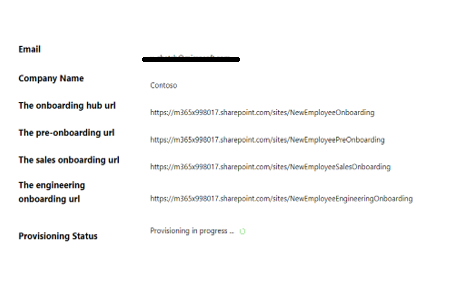 Email
Company Name
Contoso
The onboarding hub url
https://m365x998017.sharepoint.com/sites/NewEmployeeOnboarding
The pre-onboarding url
https://m365x998017.sharepoint.com/sites/NewEmployeePreOnboarding
The sales onboarding url
https://m365x998017.sharepoint.com/sites/NewEmployeeSalesOnboarding
The engineering
onboarding url
https://m365x998017.sharepoint.com/sites/NewEmployeeEngineeringOnboarding
Provisioning Status
Provisioning in progress ...